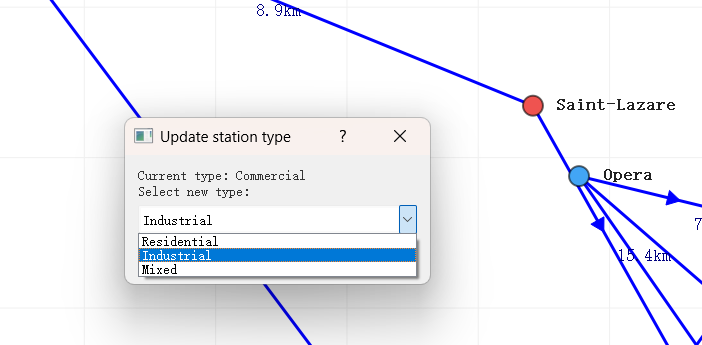 8.9km
Saint-Lazare
Update station type ?
Current type: Commercial
Opera
Select new type:
Industrial
Residential
7
Industrial
15.4km
Mixed